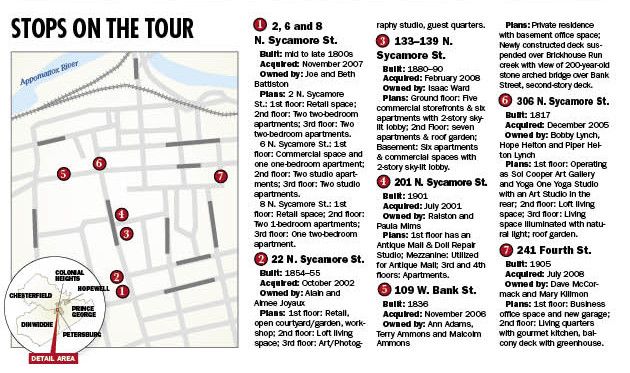 STOPS ON THE TOUR
Appomattox River
6
5
7
4
3
2
1
COLONIAL
HEIGHTS
HOPEWELL
CHESTERFIELD
PRINCE
GEORGE
DINWIDDIE
PETERSBURG
DETAIL AREA
1 2, 6 and 8
N. Sycamore St.
Built: mid to late 1800s
Acquired: November 2007
Owned by: Joe and Beth
Battiston
Plans: 2 N. Sycamore
St.: 1st floor: Retail space;
2nd floor: Two two-bedroom
apartments; 3rd floor: Two
two-bedroom apartments.
6 N. Sycamore St.: 1st
floor: Commercial space and
one one-bedroom apartment;
2nd floor: Two studio apart-
ments; 3rd floor: Two studio
apartments.
8 N. Sycamore St.: 1st
floor: Retail space; 2nd floor:
Two 1-bedroom apartments;
3rd floor: One two-bedroom
apartment.
2 22 N. Sycamore St.
Built: 1854-55
Acquired: October 2002
Owned by: Alain and
Aimee Joyaux
Plans: 1st floor: Retail,
open courtyard/garden, work-
shop; 2nd floor: Loft living
space; 3rd floor: Art/Photog-
raphy studio, guest quarters.
3 133-139 N.
Sycamore St.
Built: 1880-90
Acquired: February 2008
Owned by: Isaac Ward
Plans: Ground floor: Five
commercial storefronts & six
apartments with 2-story sky-
lit lobby; 2nd Floor: seven
apartments & roof garden;
Basement: Six apartments
& commercial spaces with
2-story sky-lit lobby.
4 201 N. Sycamore St.
Built: 1901
Acquired: July 2001
Owned by: Ralston and
Paula Mims
Plans: 1st floor has an
Antique Mall & Doll Repair
Studio; Mezzanine: Utilized
for Antique Mall; 3rd and 4th
floors: Apartments.
5 109 W. Bank St.
Built: 1836
Acquired: November 2006
Owned by: Ann Adams,
Terry Ammons and Malcolm
Ammons
Plans: Private residence
with basement office space;
Newly constructed deck sus-
pended over Brickhouse Run
creek with view of 200-year-old
stone arched bridge over Bank
Street, second-story deck.
6 306 N. Sycamore St.
Built: 1817
Acquired: December 2005
Owned by: Bobby Lynch,
Hope Helton and Piper Hel-
ton Lynch
Plans: 1st floor: Operating
as Sol Cooper Art Gallery
and Yoga One Yoga Studio
with an Art Studio in the
rear; 2nd floor: Loft living
space; 3rd floor: Living
space illuminated with natu-
ral light; roof garden.
7 241 Fourth St.
Built: 1905
Acquired: July 2008
Owned by: Dave McCor-
mack and Mary Killmon
Plans: 1st floor: Business
office space and new garage;
2nd floor: Living quarters
with gourmet kitchen, bal-
cony deck with greenhouse.